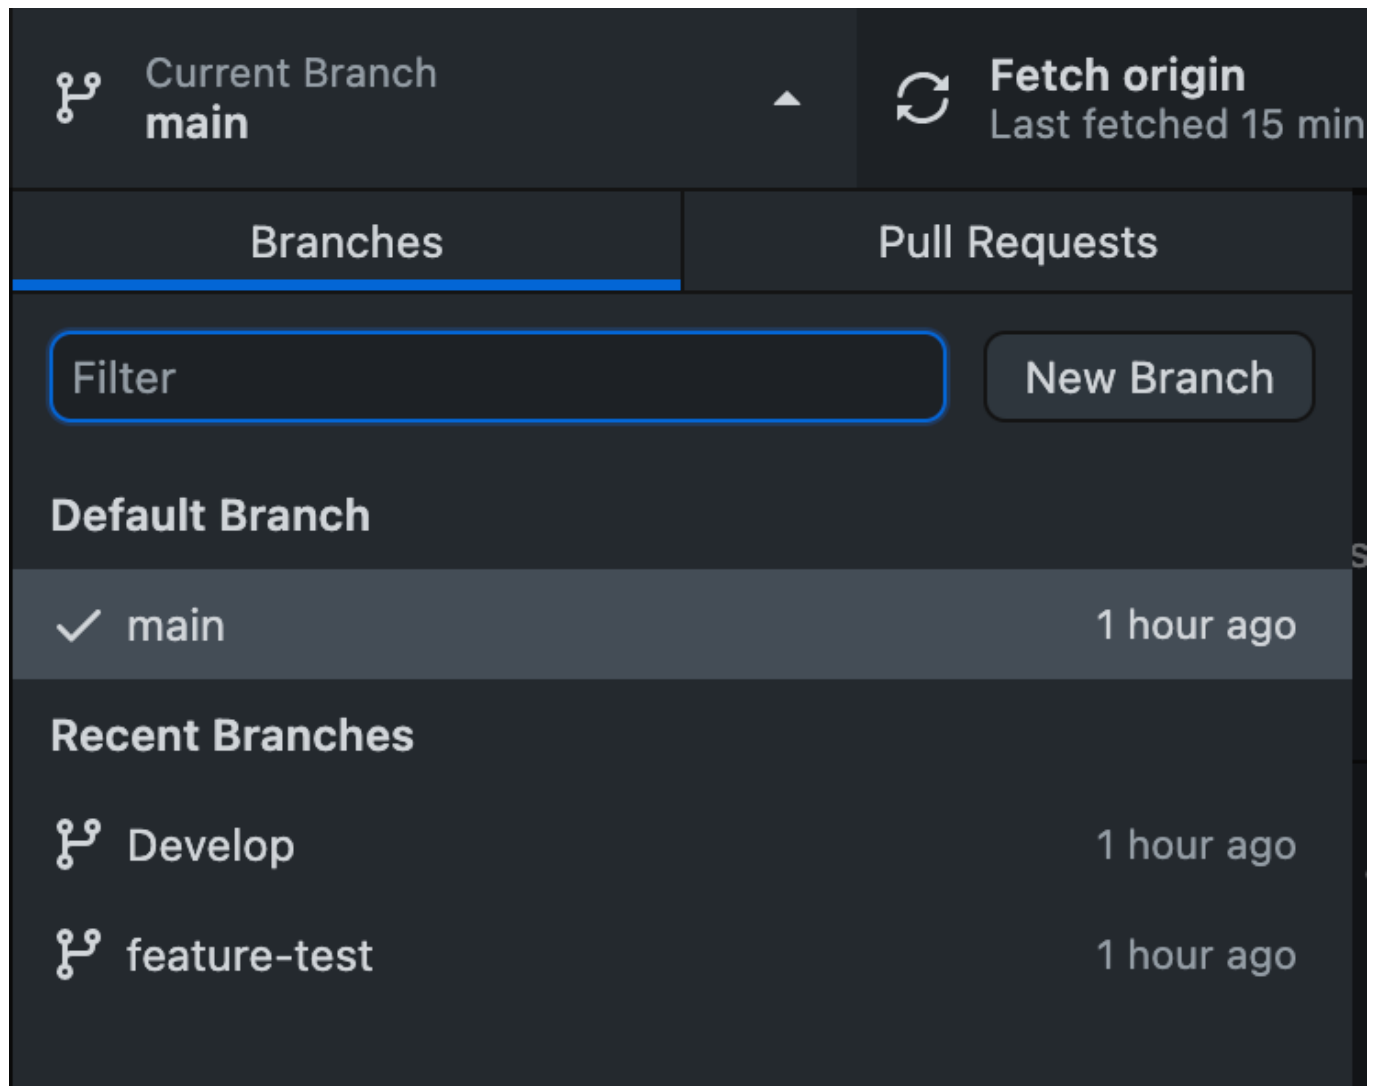 Current Branch
main
Fetch origin
Last fetched 15 min
Branches
Pull Requests
Filter
New Branch
Default Branch
main
1 hour ago
Recent Branches
Develop
1 hour ago
feature-test
1 hour ago